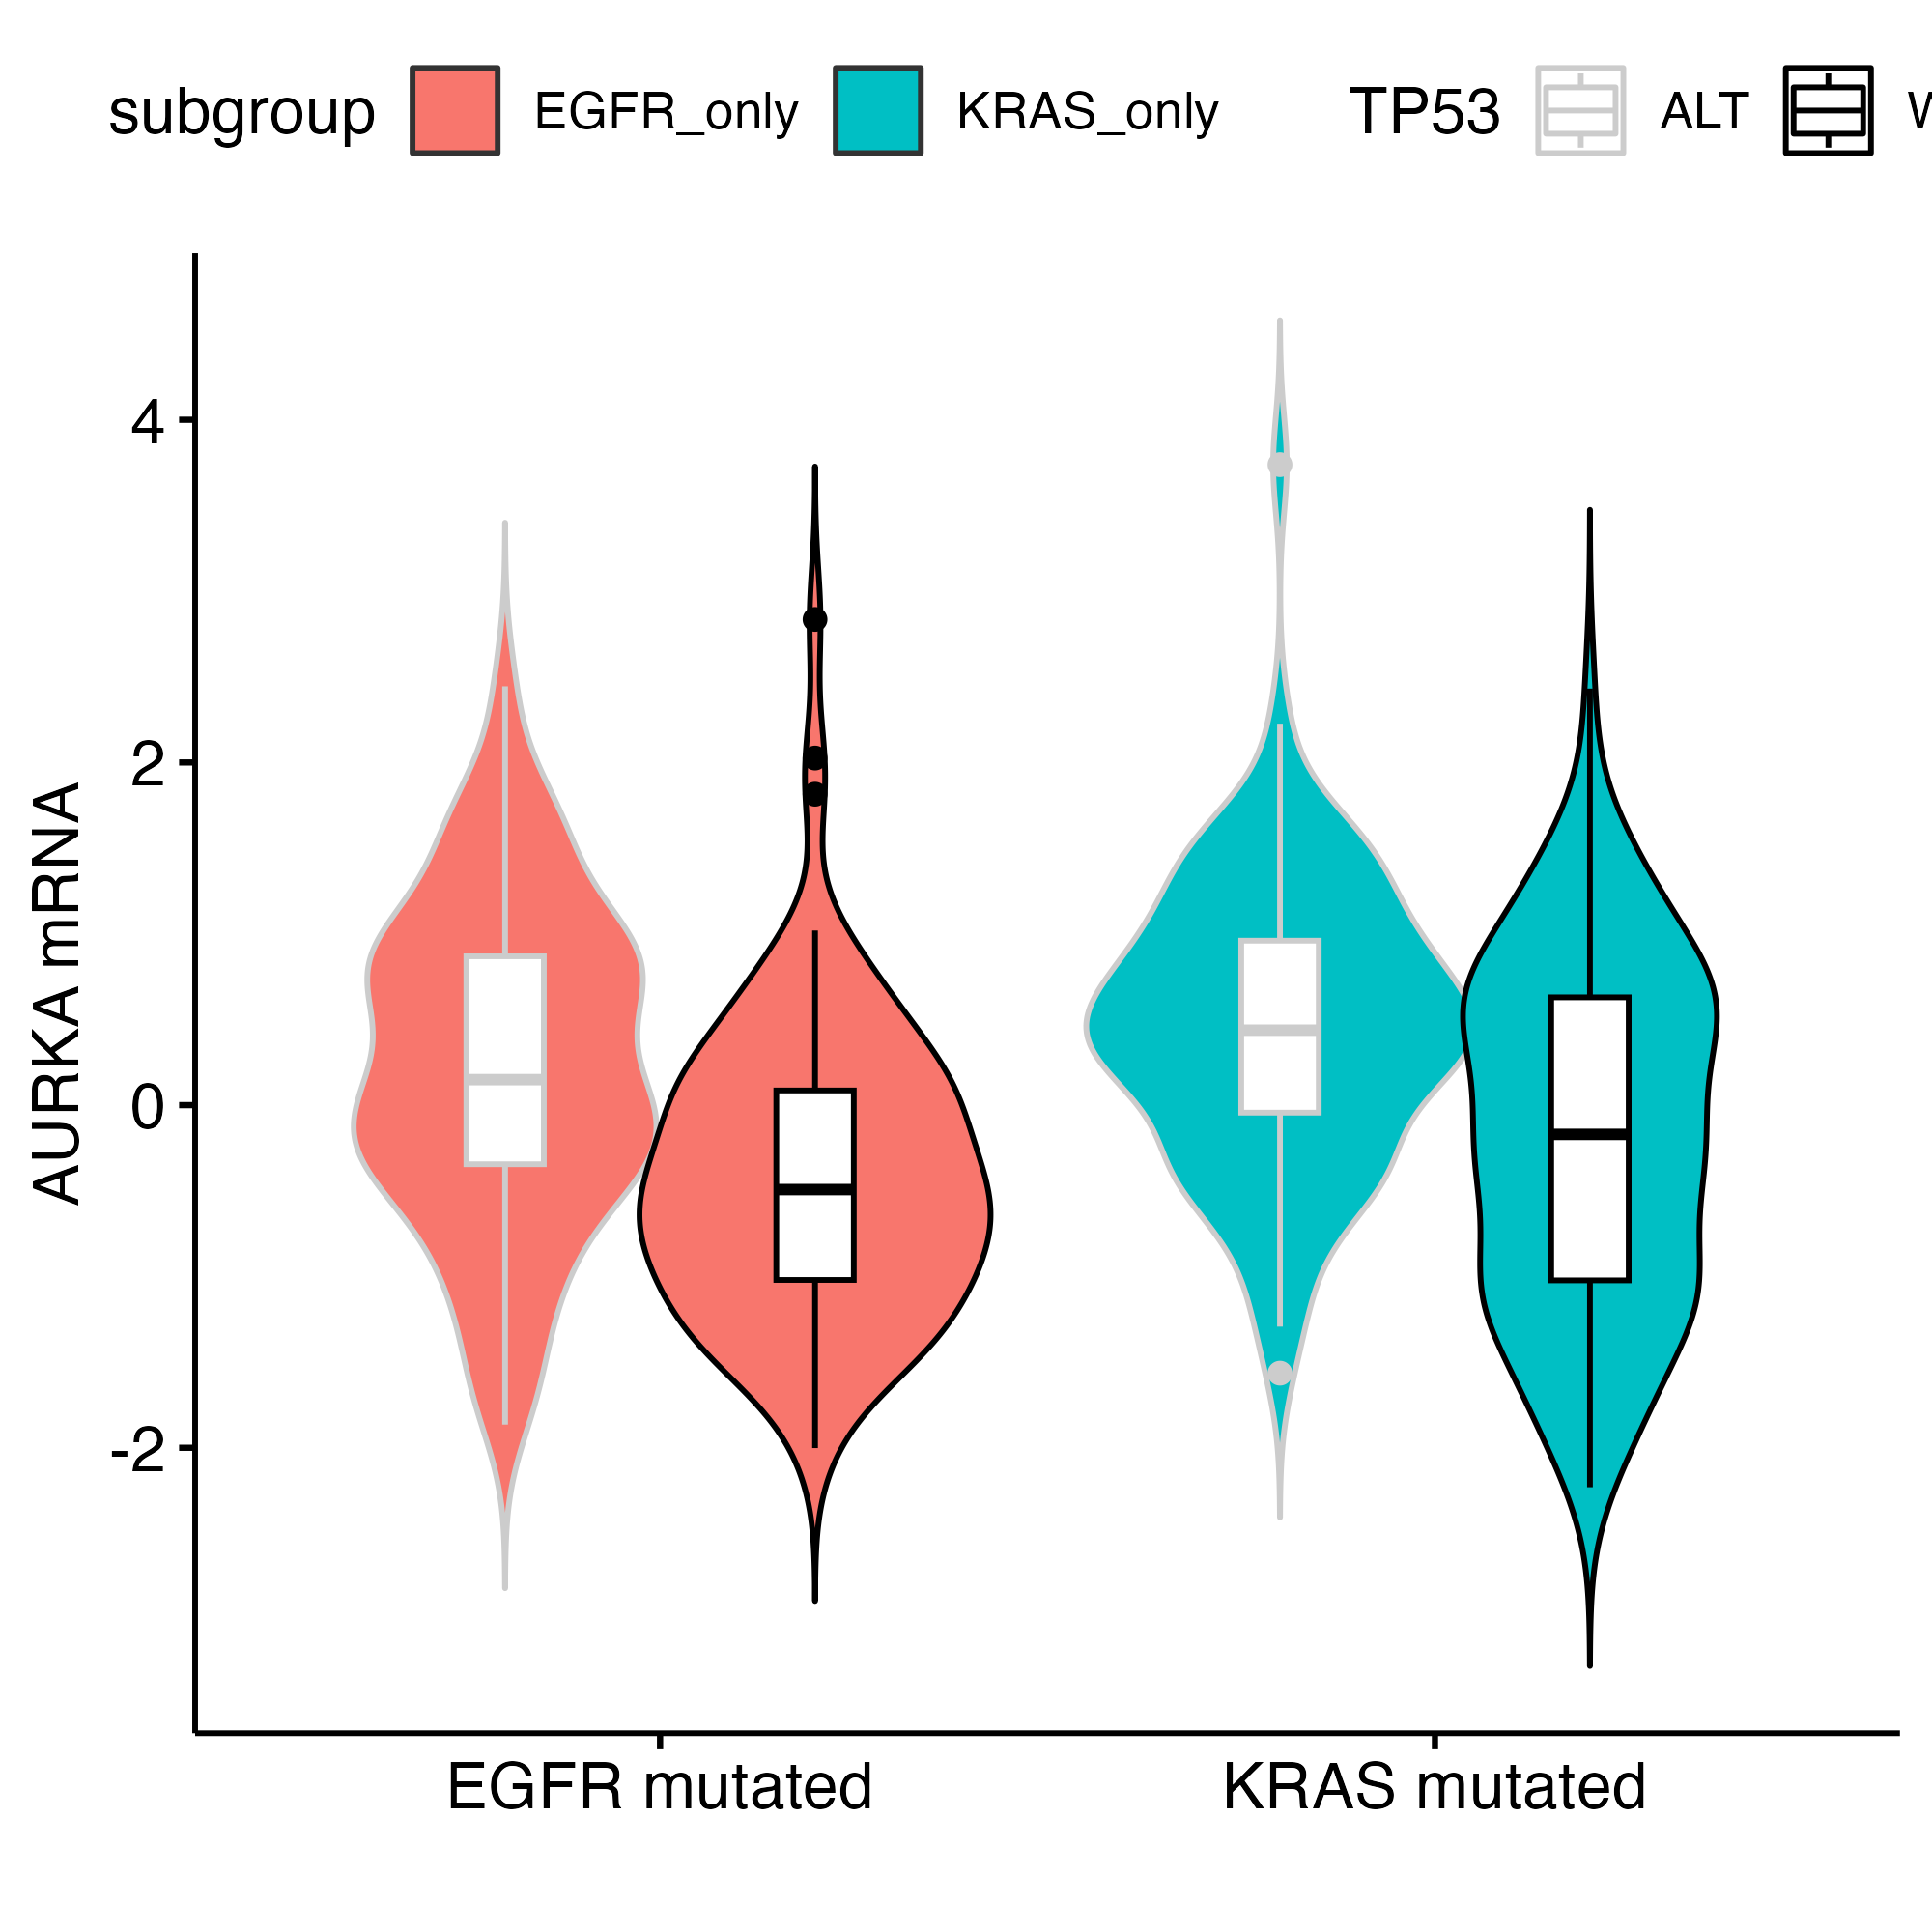 subgroup EGFR_only KRAS_only TP53 ALT
4
2
0
-2
AURKA mRNA
EGFR mutated KRAS mutated